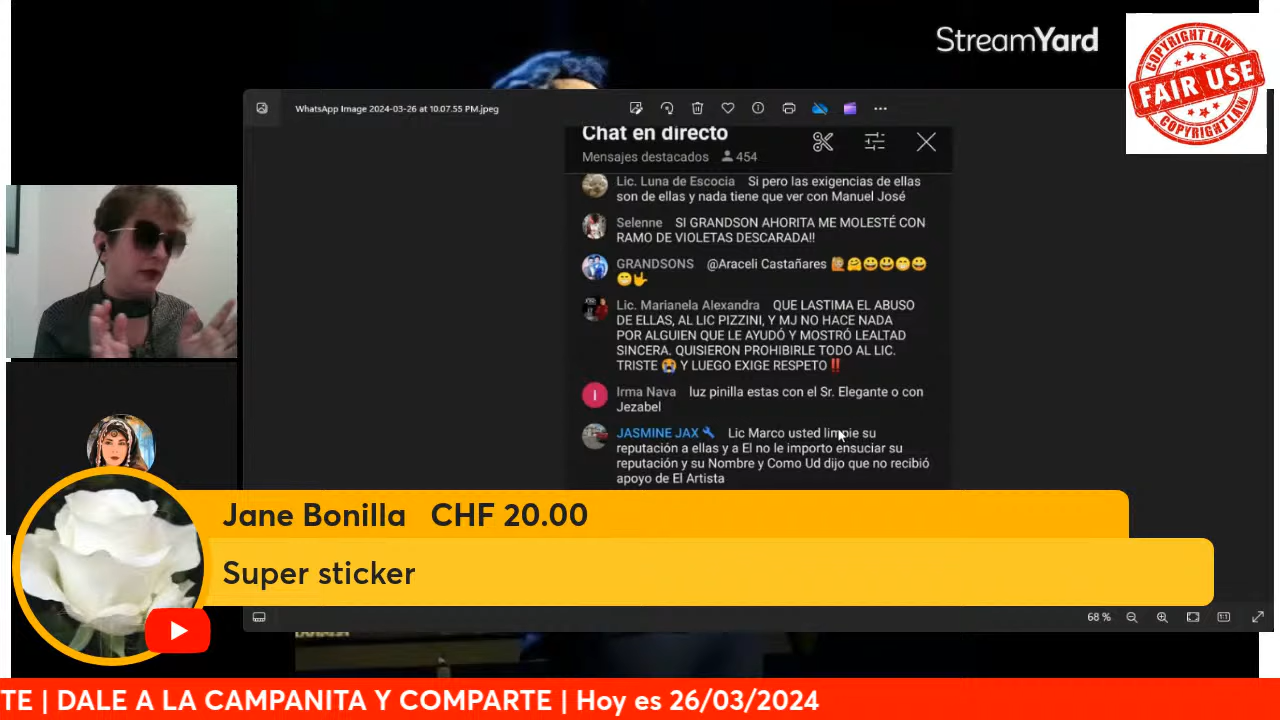 StreamYard
COPYRIGHT LAW
FAIR USE
COPYRIGHT LAW
WhatsApp Image 2024-03-26 at 10.07.55 PM.jpeg
Chat en directo
Mensajes destacados 454
Lic. Luna de Escocia Si pero las exigencias de ellas
son de ellas y nada tiene que ver con Manuel José
Selenne SI GRANDSON AHORITA ME MOLESTÉ CON
RAMO DE VIOLETAS DESCARADA!!
GRANDSONS @Araceli Castañares 🙋🤗😃😃😁😀
😁🤟
Lic. Marianela Alexandra QUE LASTIMA EL ABUSO
DE ELLAS, AL LIC PIZZINI, Y MJ NO HACE NADA
POR ALGUIEN QUE LE AYUDÓ Y MOSTRÓ LEALTAD
SINCERA. QUISIERON PROHIBIRLE TODO AL LIC.
TRISTE 😭 Y LUEGO EXIGE RESPETO ‼️
I
Irma Nava luz pinilla estas con el Sr. Elegante o con
Jezabel
JASMINE JAX Lic Marco usted limpie su
reputación a ellas y a El no le importo ensuciar su
reputación y su Nombre y Como Ud dijo que no recibió
apoyo de El Artista
Jane Bonilla CHF 20.00
Super sticker
68 %
1:1
TE | DALE A LA CAMPANITA Y COMPARTE | Hoy es 26/03/2024